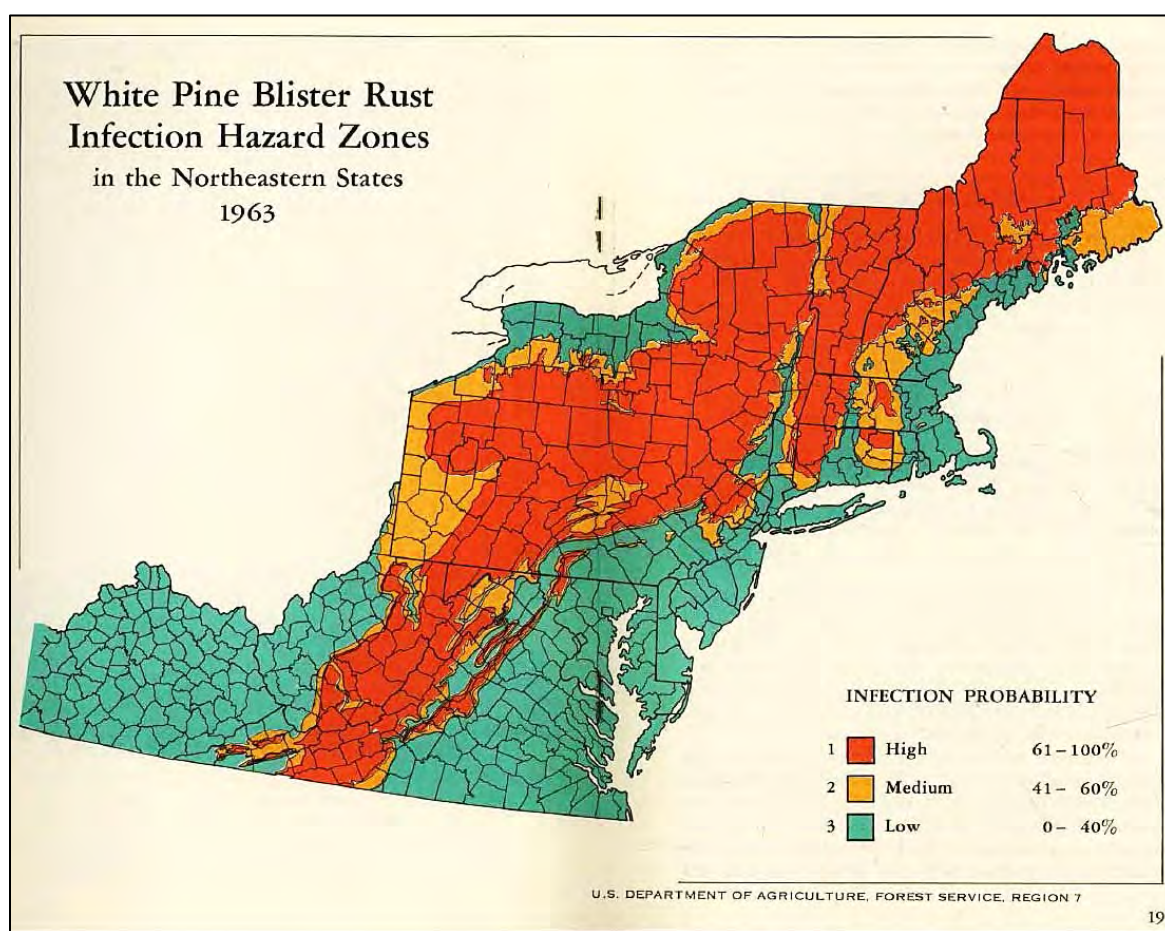 White Pine Blister Rust
Infection Hazard Zones
in the Northeastern States
1963
INFECTION PROBABILITY
1 High 61–100%
2 Medium 41– 60%
3 Low 0– 40%
U.S. DEPARTMENT OF AGRICULTURE, FOREST SERVICE, REGION 7
19